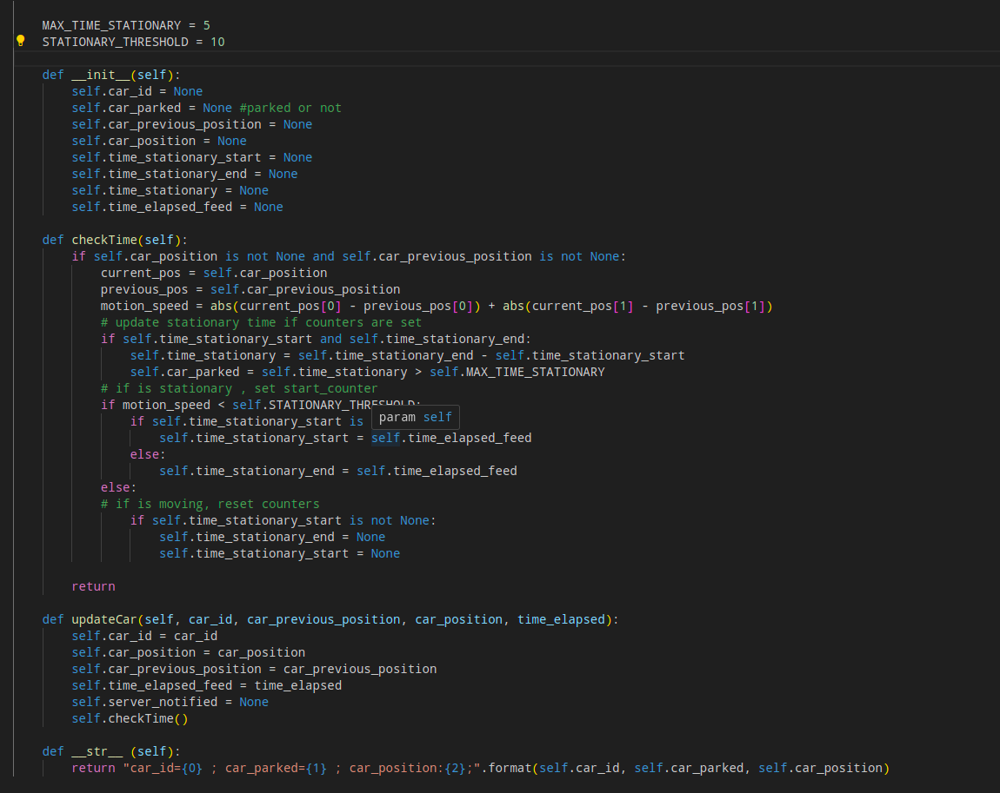 MAX_TIME_STATIONARY = 5
STATIONARY_THRESHOLD = 10
def __init__(self):
self.car_id = None
self.car_parked = None #parked or not
self.car_previous_position = None
self.car_position = None
self.time_stationary_start = None
self.time_stationary_end = None
self.time_stationary = None
self.time_elapsed_feed = None
def checkTime(self):
if self.car_position is not None and self.car_previous_position is not None:
current_pos = self.car_position
previous_pos = self.car_previous_position
motion_speed = abs(current_pos[0] - previous_pos[0]) + abs(current_pos[1] - previous_pos[1])
# update stationary time if counters are set
if self.time_stationary_start and self.time_stationary_end:
self.time_stationary = self.time_stationary_end - self.time_stationary_start
self.car_parked = self.time_stationary > self.MAX_TIME_STATIONARY
# if is stationary , set start_counter
if motion_speed < self.STATIONARY_THRESHOLD:
if self.time_stationary_start is
param self
self.time_stationary_start = self.time_elapsed_feed
else:
self.time_stationary_end = self.time_elapsed_feed
else:
# if is moving, reset counters
if self.time_stationary_start is not None:
self.time_stationary_end = None
self.time_stationary_start = None
return
def updateCar(self, car_id, car_previous_position, car_position, time_elapsed):
self.car_id = car_id
self.car_position = car_position
self.car_previous_position = car_previous_position
self.time_elapsed_feed = time_elapsed
self.server_notified = None
self.checkTime()
def __str__ (self):
return "car_id={0} ; car_parked={1} ; car_position:{2};".format(self.car_id, self.car_parked, self.car_position)